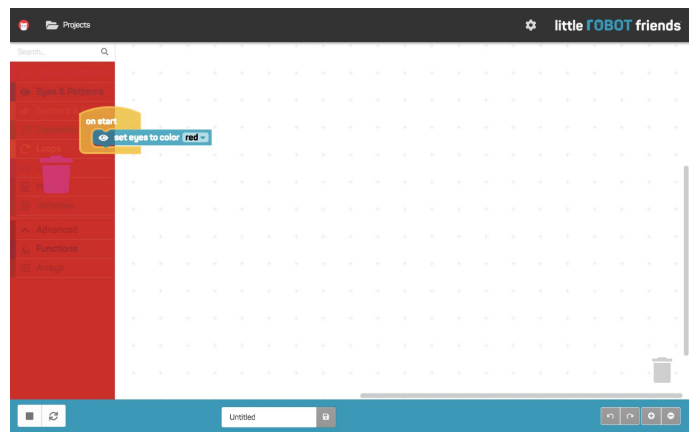 Projects
little ROBOT friends
Search...
Eyes & Patterns
on start
set eyes to color red
Loops
Variables
Advanced
Functions
Arrays
Untitled